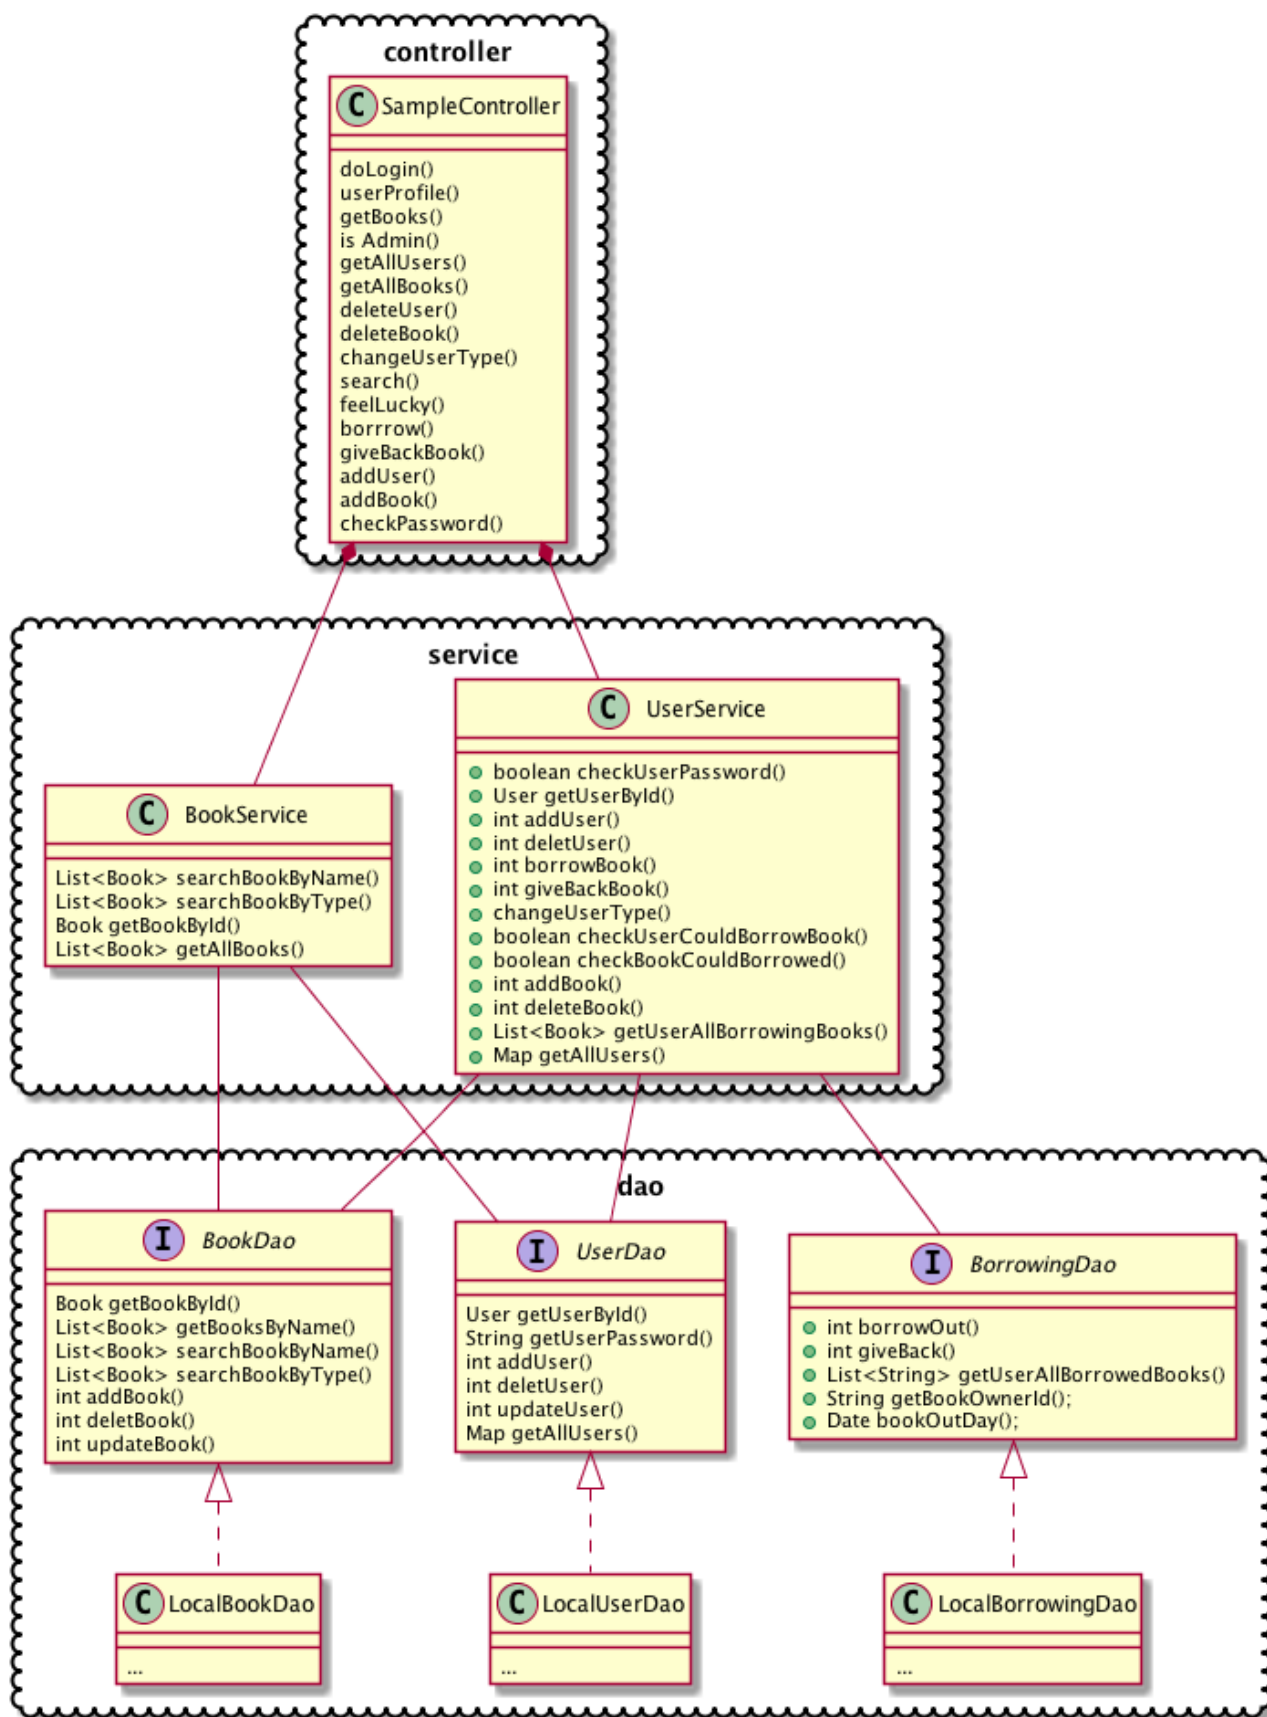 controller
C SampleController
doLogin()
userProfile()
getBooks()
is Admin()
getAllUsers()
getAllBooks()
deleteUser()
deleteBook()
changeUserType()
search()
feelLucky()
borrrow()
giveBackBook()
addUser()
addBook()
checkPassword()
service
C BookService
List<Book> searchBookByName()
List<Book> searchBookByType()
Book getBookById()
List<Book> getAllBooks()
C UserService
boolean checkUserPassword()
User getUserById()
int addUser()
int deletUser()
int borrowBook()
int giveBackBook()
changeUserType()
boolean checkUserCouldBorrowBook()
boolean checkBookCouldBorrowed()
int addBook()
int deleteBook()
List<Book> getUserAllBorrowingBooks()
Map getAllUsers()
dao
I BookDao
Book getBookById()
List<Book> getBooksByName()
List<Book> searchBookByName()
List<Book> searchBookByType()
int addBook()
int deletBook()
int updateBook()
I UserDao
User getUserById()
String getUserPassword()
int addUser()
int deletUser()
int updateUser()
Map getAllUsers()
I BorrowingDao
int borrowOut()
int giveBack()
List<String> getUserAllBorrowedBooks()
String getBookOwnerId();
Date bookOutDay();
C LocalBookDao
...
C LocalUserDao
...
C LocalBorrowingDao
...